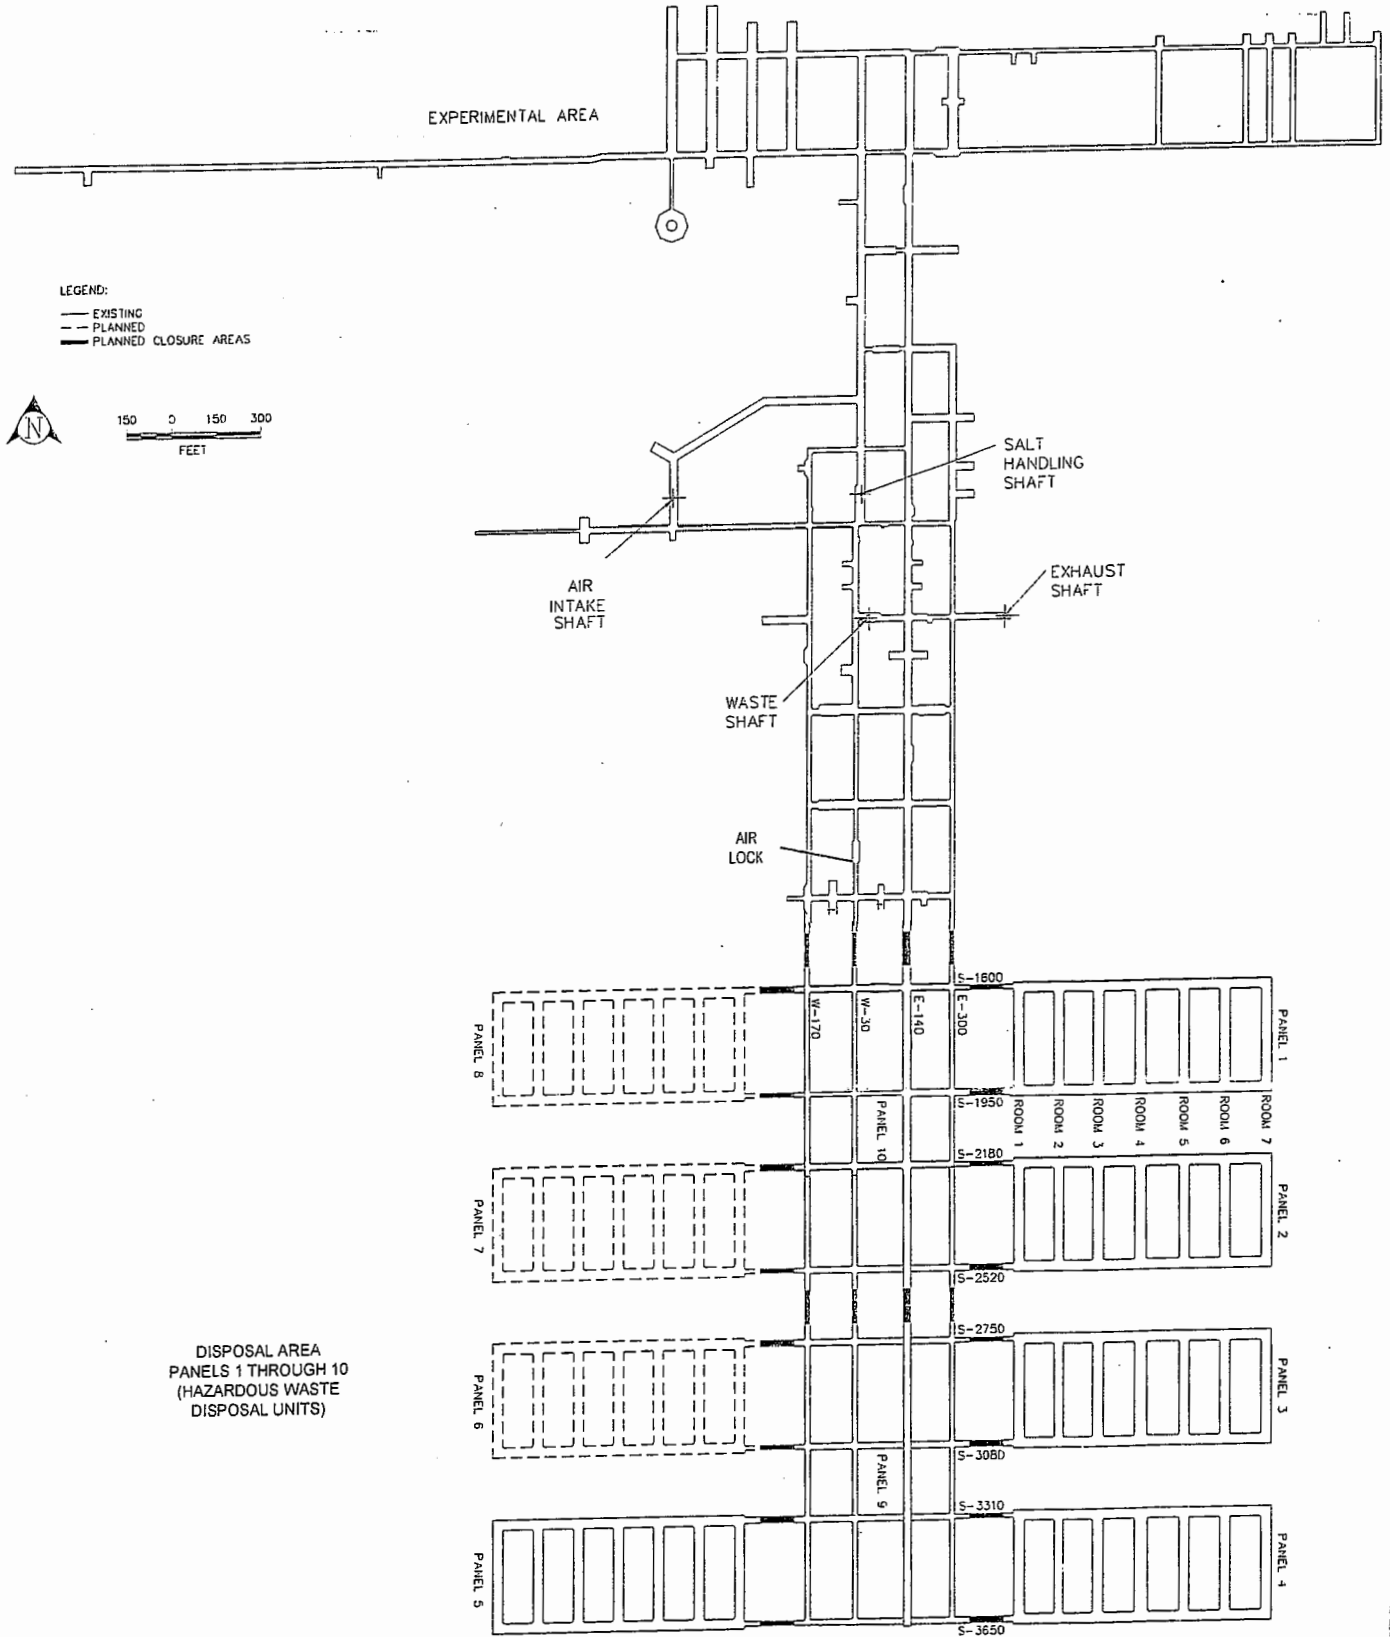 EXPERIMENTAL AREA
LEGEND:
EXISTING
PLANNED
PLANNED CLOSURE AREAS
N
150 0 150 300
FEET
SALT
HANDLING
SHAFT
AIR
INTAKE
SHAFT
EXHAUST
SHAFT
WASTE
SHAFT
AIR
LOCK
S-1600
W-170
W-30
E-140
E-300
PANEL 8
PANEL 1
S-1950
PANEL 10
ROOM 1
ROOM 2
ROOM 3
ROOM 4
ROOM 5
ROOM 6
ROOM 7
S-2180
PANEL 7
PANEL 2
S-2520
S-2750
DISPOSAL AREA
PANELS 1 THROUGH 10
(HAZARDOUS WASTE
DISPOSAL UNITS)
PANEL 6
PANEL 3
S-3080
PANEL 9
S-3310
PANEL 5
PANEL 4
S-3650